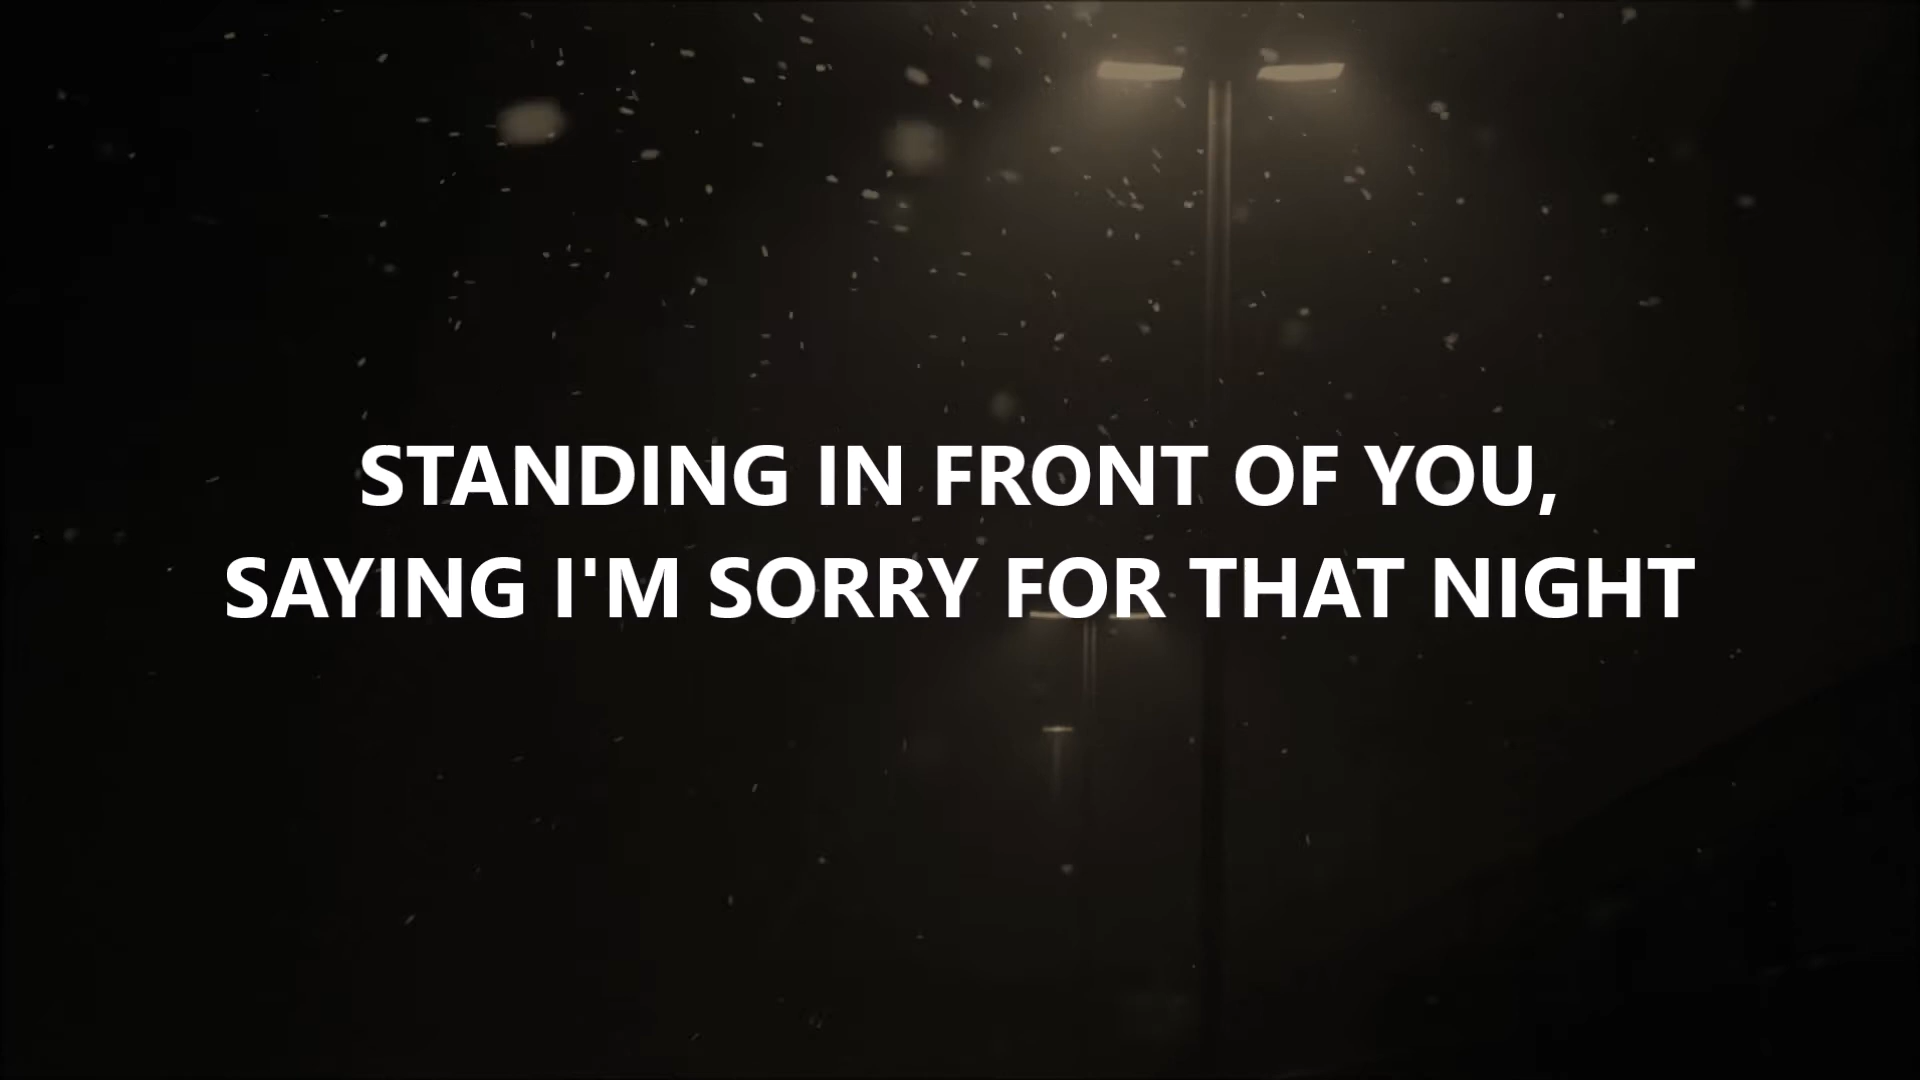 STANDING IN FRONT OF YOU,
SAYING I'M SORRY FOR THAT NIGHT